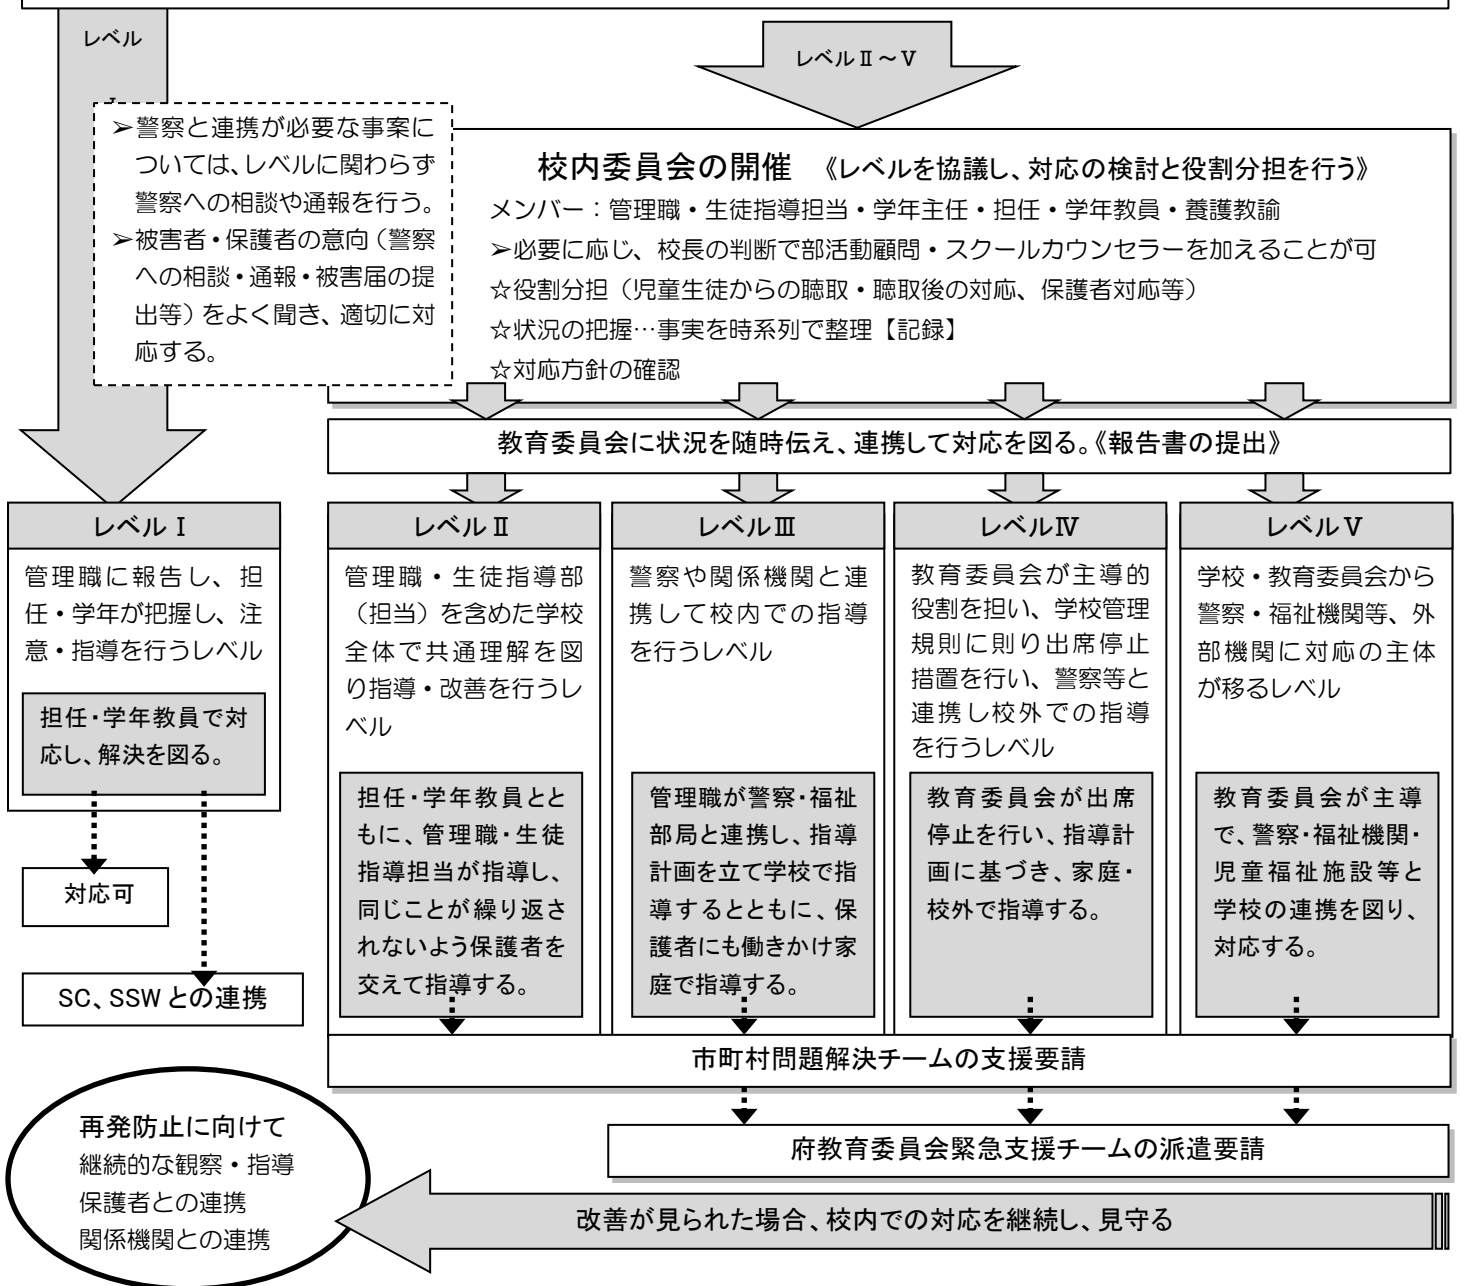 レベル
Ⅰ
レベルⅡ～Ⅴ
➢警察と連携が必要な事案に
ついては、レベルに関わらず
警察への相談や通報を行う。
➢被害者・保護者の意向（警察
への相談・通報・被害届の提
出等）をよく聞き、適切に対
応する。
校内委員会の開催　《レベルを協議し、対応の検討と役割分担を行う》
メンバー：管理職・生徒指導担当・学年主任・担任・学年教員・養護教諭
➢必要に応じ、校長の判断で部活動顧問・スクールカウンセラーを加えることが可
☆役割分担（児童生徒からの聴取・聴取後の対応、保護者対応等）
☆状況の把握…事実を時系列で整理【記録】
☆対応方針の確認
教育委員会に状況を随時伝え、連携して対応を図る。《報告書の提出》
レベルⅠ
管理職に報告し、担
任・学年が把握し、注
意・指導を行うレベル
担任・学年教員で対
応し、解決を図る。
対応可
SC、SSWとの連携
レベルⅡ
管理職・生徒指導部
（担当）を含めた学校
全体で共通理解を図
り指導・改善を行うレ
ベル
担任・学年教員とと
もに、管理職・生徒
指導担当が指導し、
同じことが繰り返さ
れないよう保護者を
交えて指導する。
レベルⅢ
警察や関係機関と連
携して校内での指導
を行うレベル
管理職が警察・福祉
部局と連携し、指導
計画を立て学校で指
導するとともに、保
護者にも働きかけ家
庭で指導する。
レベルⅣ
教育委員会が主導的
役割を担い、学校管理
規則に則り出席停止
措置を行い、警察等と
連携し校外での指導
を行うレベル
教育委員会が出席
停止を行い、指導計
画に基づき、家庭・
校外で指導する。
レベルⅤ
学校・教育委員会から
警察・福祉機関等、外
部機関に対応の主体
が移るレベル
教育委員会が主導
で、警察・福祉機関・
児童福祉施設等と
学校の連携を図り、
対応する。
市町村問題解決チームの支援要請
府教育委員会緊急支援チームの派遣要請
再発防止に向けて
継続的な観察・指導
保護者との連携
関係機関との連携
改善が見られた場合、校内での対応を継続し、見守る